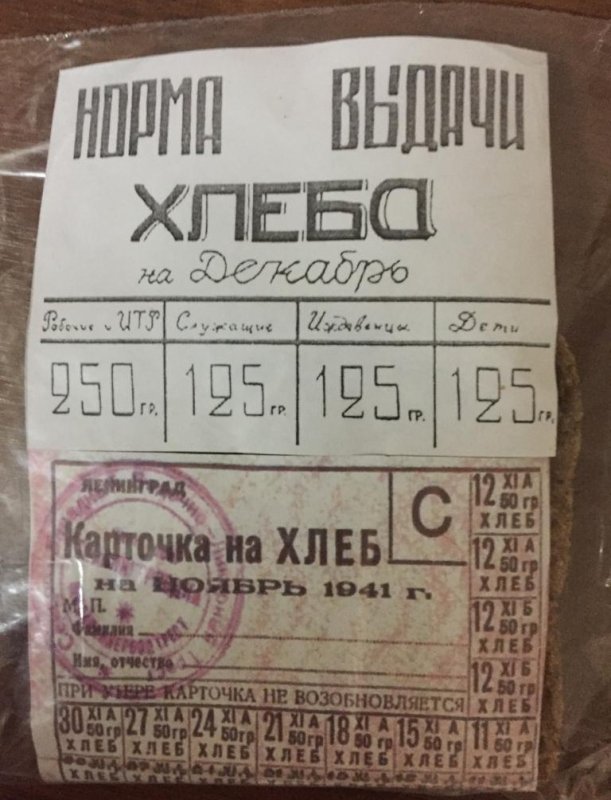 НОРМА ВЫДАЧИ
ХЛЕБА
на Декабрь
Рабочие и ИТР Служащие Иждевенцы Дети
250 ГР. 125 ГР. 125 ГР. 125 ГР.
ЛЕНИНГРАД
Карточка на ХЛЕБ
С
на НОЯБРЬ 1941 г.
М. П.
Фамилия
Имя, отчество
ПРИ УТЕРЕ КАРТОЧКА НЕ ВОЗОБНОВЛЯЕТСЯ
12 XI А 50 гр ХЛЕБ
12 XI А 50 гр ХЛЕБ
12 XI Б 50 гр ХЛЕБ
12 XI Б 50 гр ХЛЕБ
30 XI А 50 гр 27 XI А 50 гр 24 XI А 50 гр 21 XI А 50 гр 18 XI А 50 гр 15 XI А 50 гр 11 XI А 50 гр
ХЛЕБ ХЛЕБ ХЛЕБ ХЛЕБ ХЛЕБ ХЛЕБ ХЛЕБ